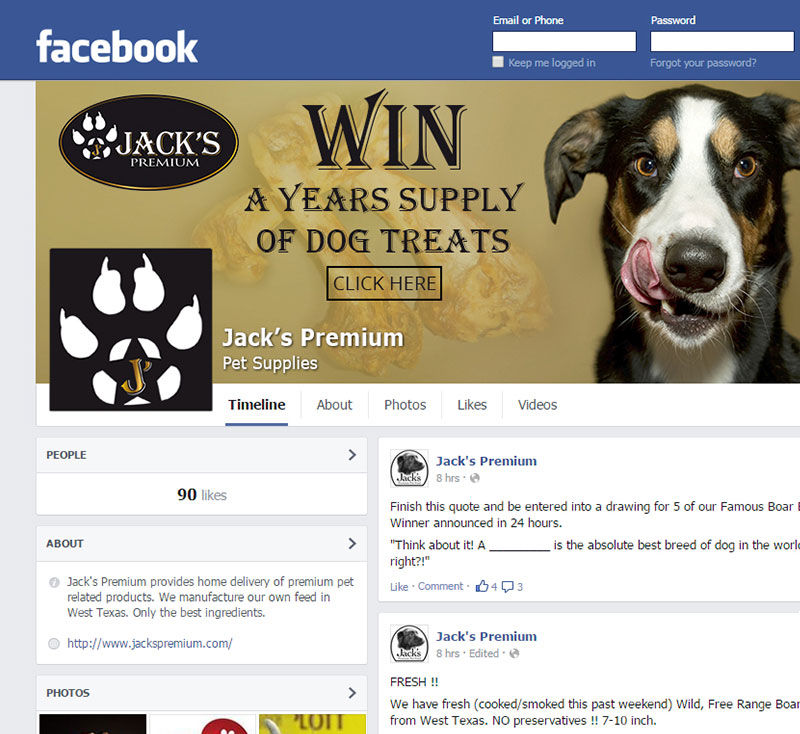 facebook
Email or Phone
Password
Keep me logged in
Forgot your password?
JACK'S
PREMIUM
J
WIN
A YEARS SUPPLY
OF DOG TREATS
CLICK HERE
J
Jack's Premium
Pet Supplies
Timeline
About
Photos
Likes
Videos
PEOPLE
90 likes
ABOUT
Jack's Premium provides home delivery of premium pet
related products. We manufacture our own feed in
West Texas. Only the best ingredients.
http://www.jackspremium.com/
PHOTOS
Jack's
Jack's Premium
8 hrs ·
Finish this quote and be entered into a drawing for 5 of our Famous Boar
Winner announced in 24 hours.
"Think about it! A __________ is the absolute best breed of dog in the world
right?!"
Like · Comment · 4 3
Jack's
Jack's Premium
8 hrs · Edited ·
FRESH !!
We have fresh (cooked/smoked this past weekend) Wild, Free Range Boar
from West Texas. NO preservatives !! 7-10 inch.